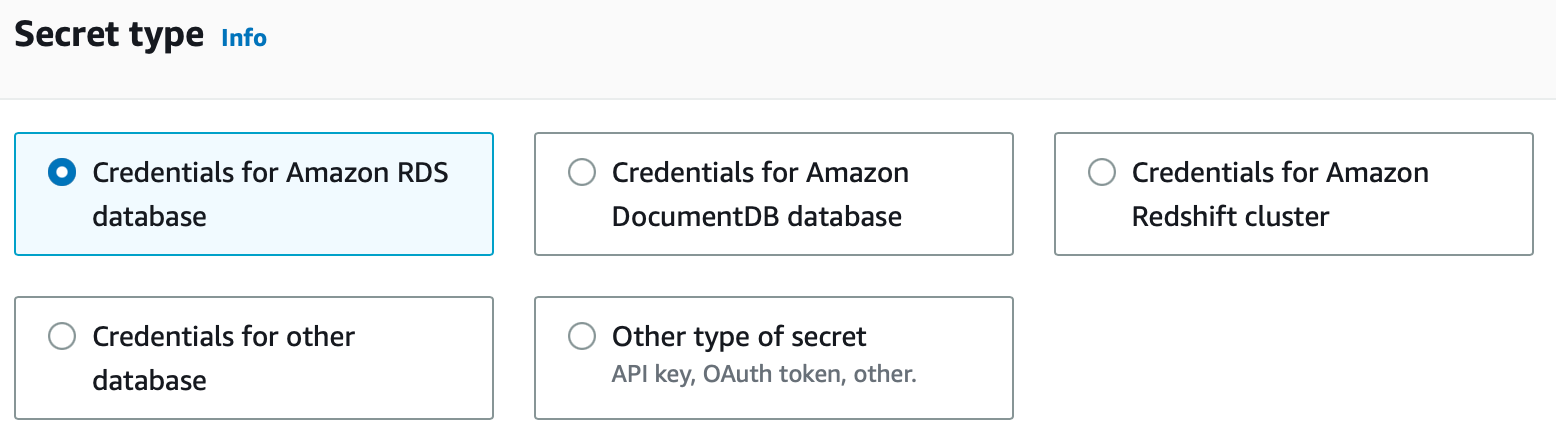 Secret type Info
Credentials for Amazon RDS
database
Credentials for Amazon
DocumentDB database
Credentials for Amazon
Redshift cluster
Credentials for other
database
Other type of secret
API key, OAuth token, other.